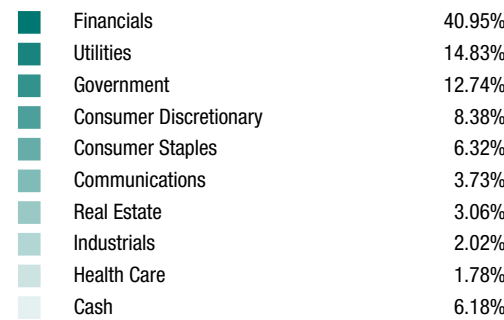 Financials 40.95%
Utilities 14.83%
Government 12.74%
Consumer Discretionary 8.38%
Consumer Staples 6.32%
Communications 3.73%
Real Estate 3.06%
Industrials 2.02%
Health Care 1.78%
Cash 6.18%